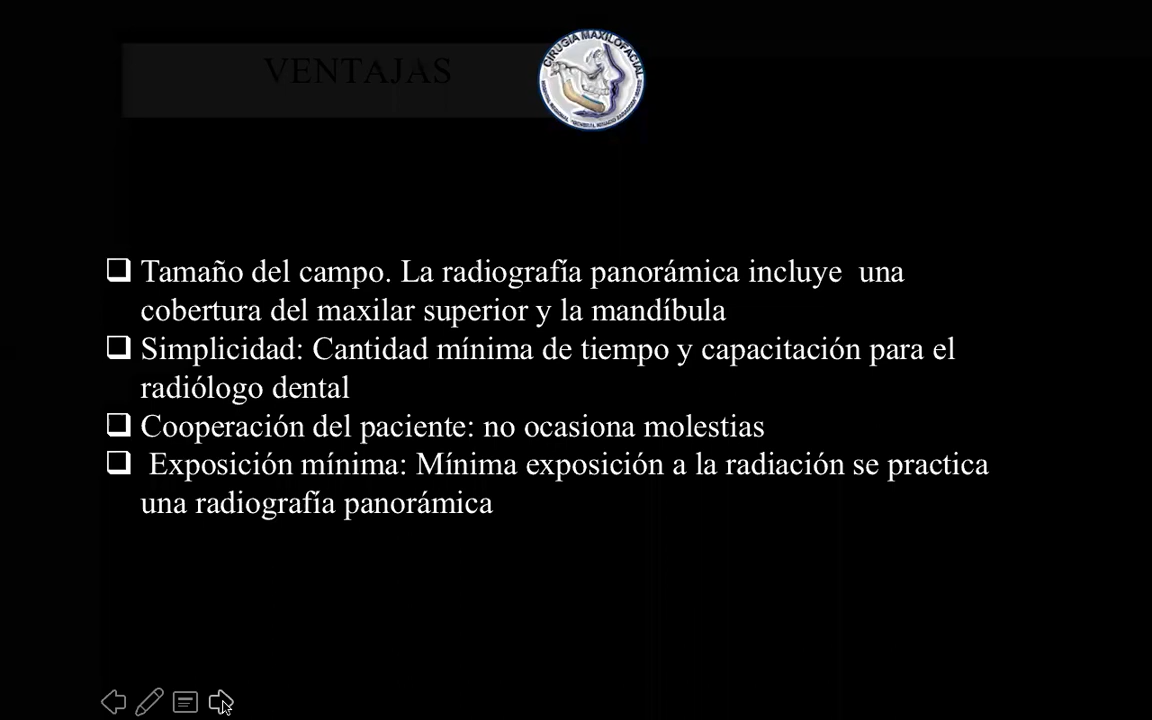 VENTAJAS
CIRUGIA MAXILOFACIAL
❑ Tamaño del campo. La radiografía panorámica incluye una
cobertura del maxilar superior y la mandíbula
❑ Simplicidad: Cantidad mínima de tiempo y capacitación para el
radiólogo dental
❑ Cooperación del paciente: no ocasiona molestias
❑ Exposición mínima: Mínima exposición a la radiación se practica
una radiografía panorámica